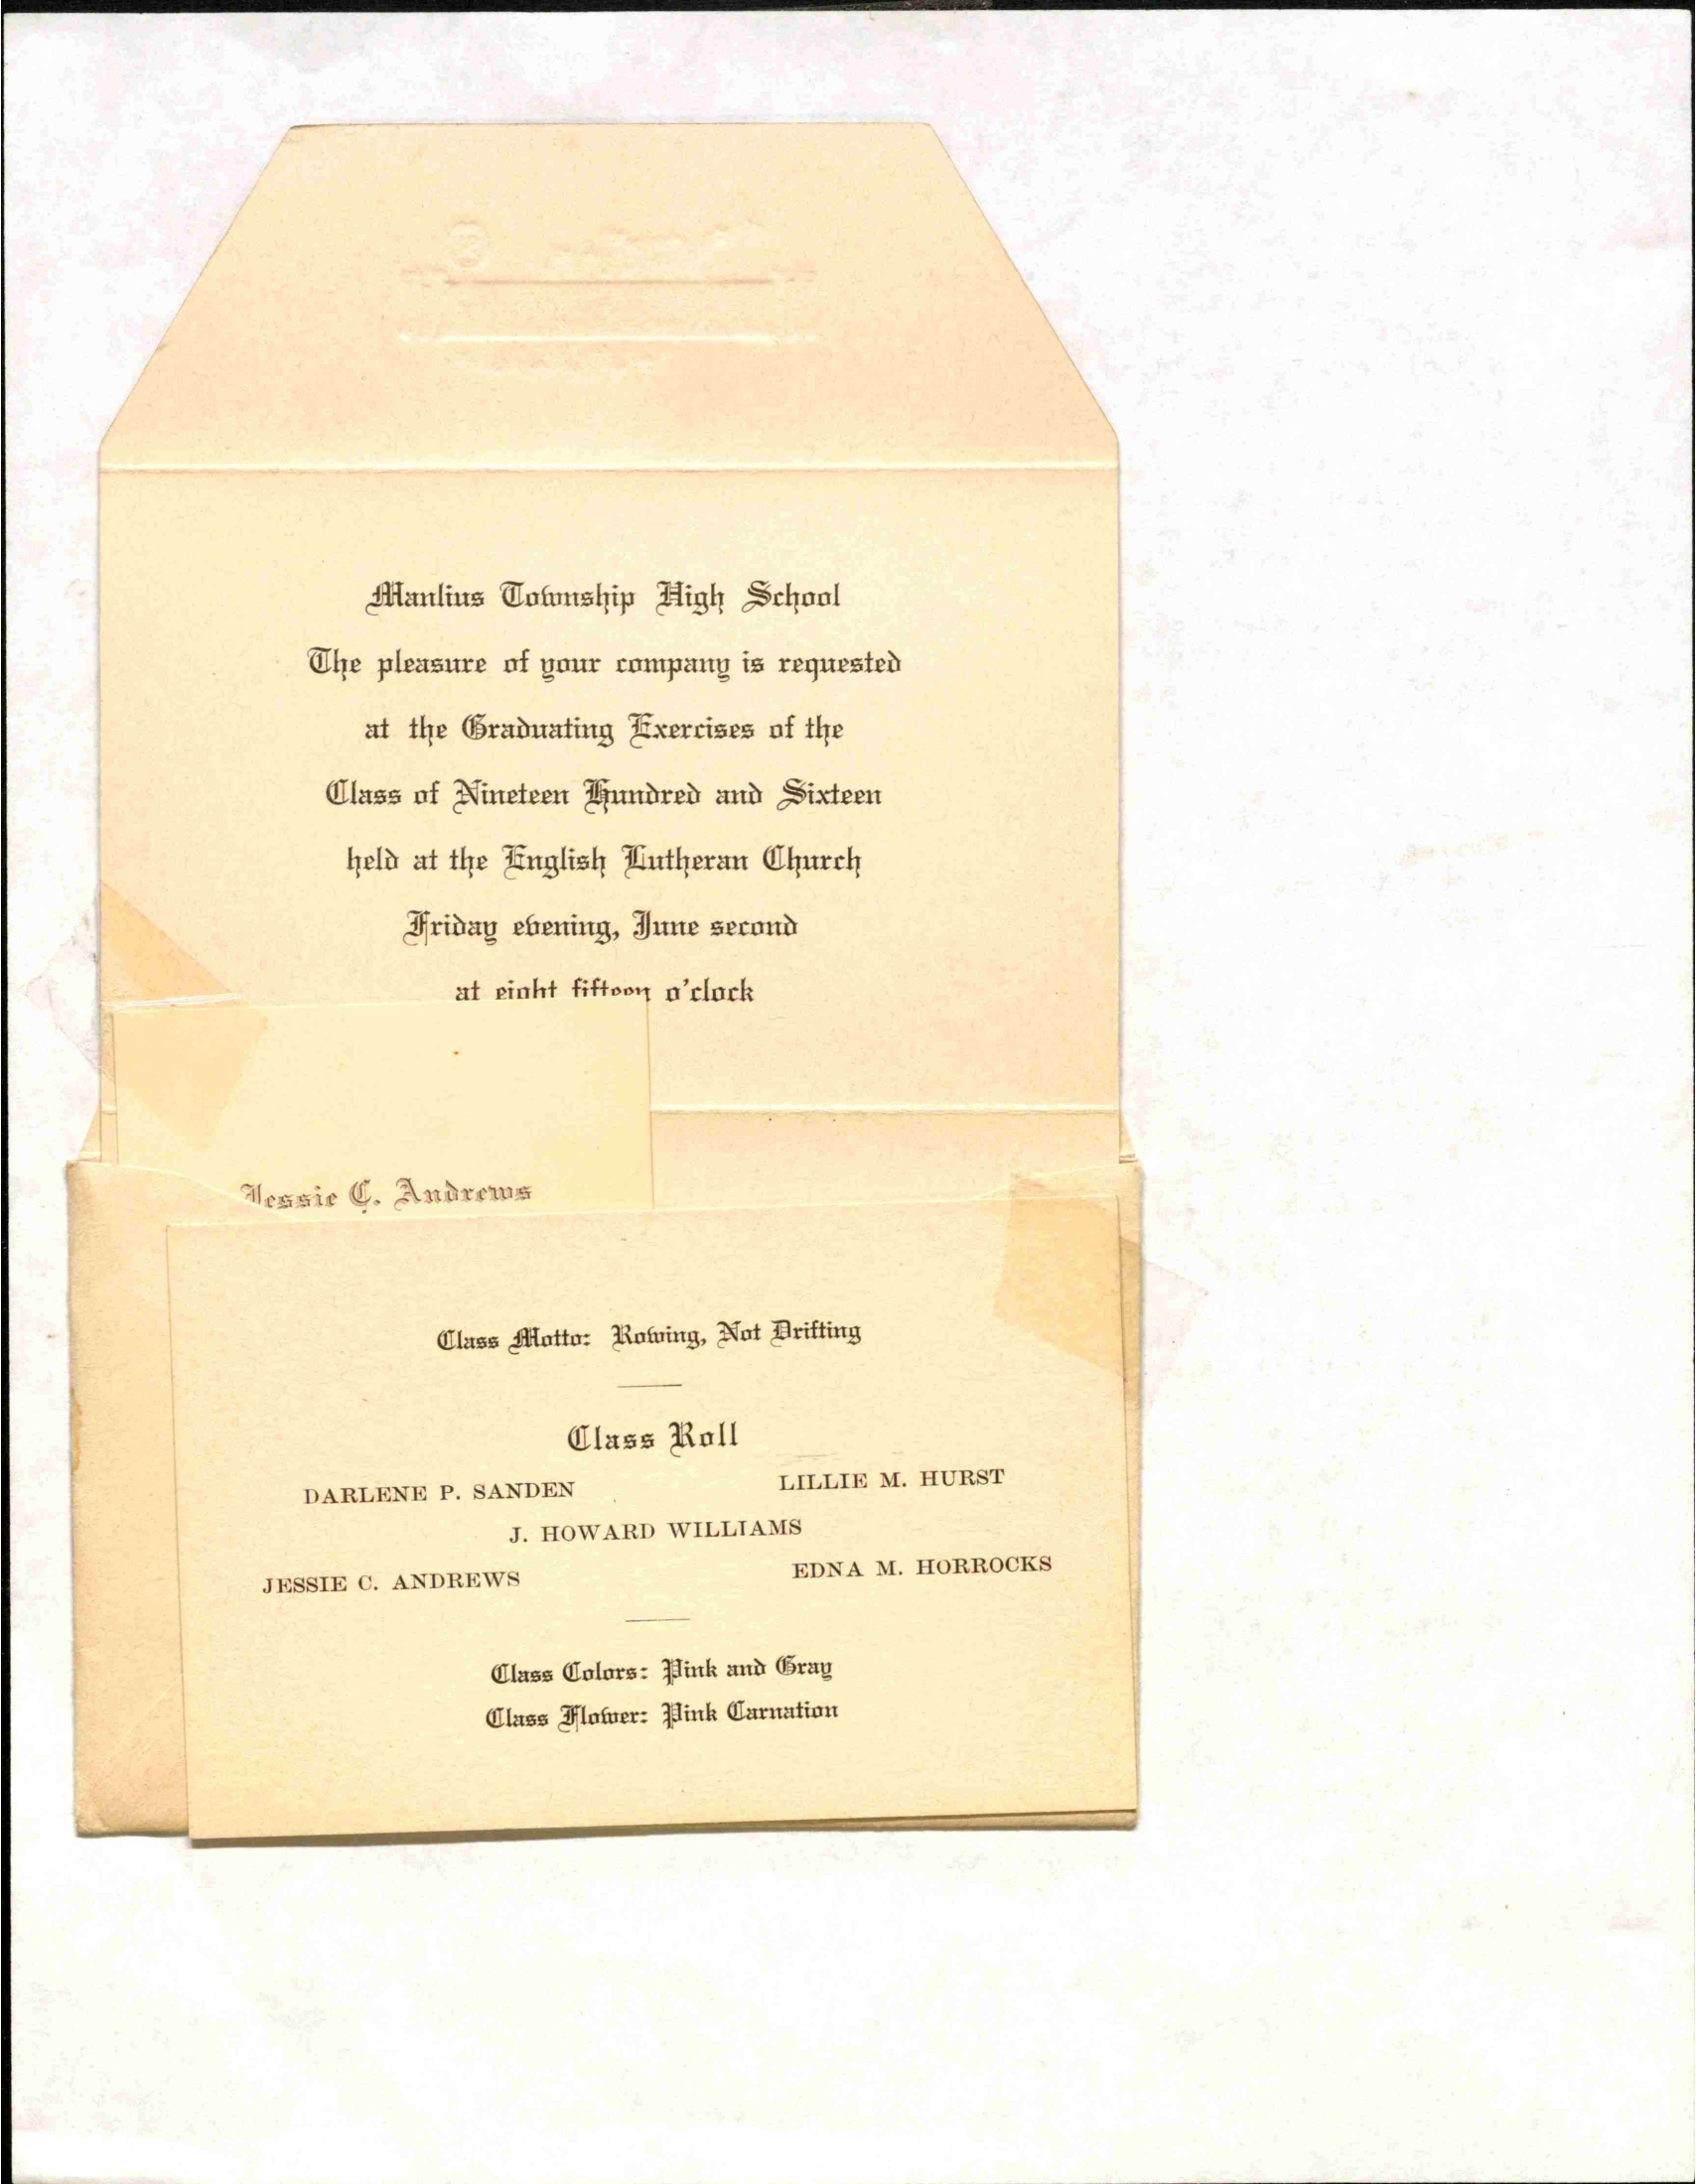 Manlius Township High School
The pleasure of your company is requested
at the Graduating Exercises of the
Class of Nineteen Hundred and Sixteen
held at the English Lutheran Church
Friday evening, June second
at eight fifteen o'clock
Jessie C. Andrews
Class Motto: Rowing, Not Drifting
Class Roll
DARLENE P. SANDEN LILLIE M. HURST
J. HOWARD WILLIAMS
JESSIE C. ANDREWS EDNA M. HORROCKS
Class Colors: Pink and Gray
Class Flower: Pink Carnation